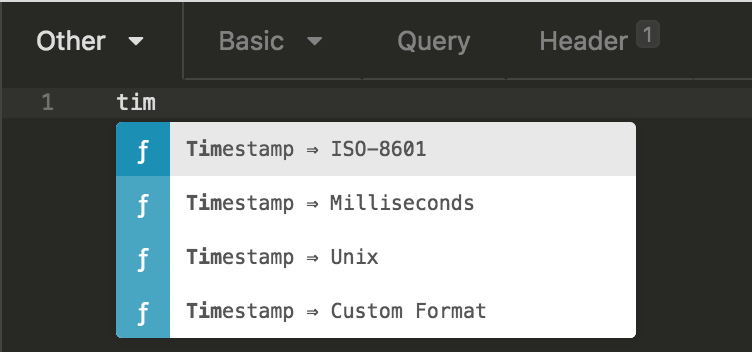 Other Basic Query Header 1
1 tim
ƒ Timestamp ⇒ ISO-8601
ƒ Timestamp ⇒ Milliseconds
ƒ Timestamp ⇒ Unix
ƒ Timestamp ⇒ Custom Format